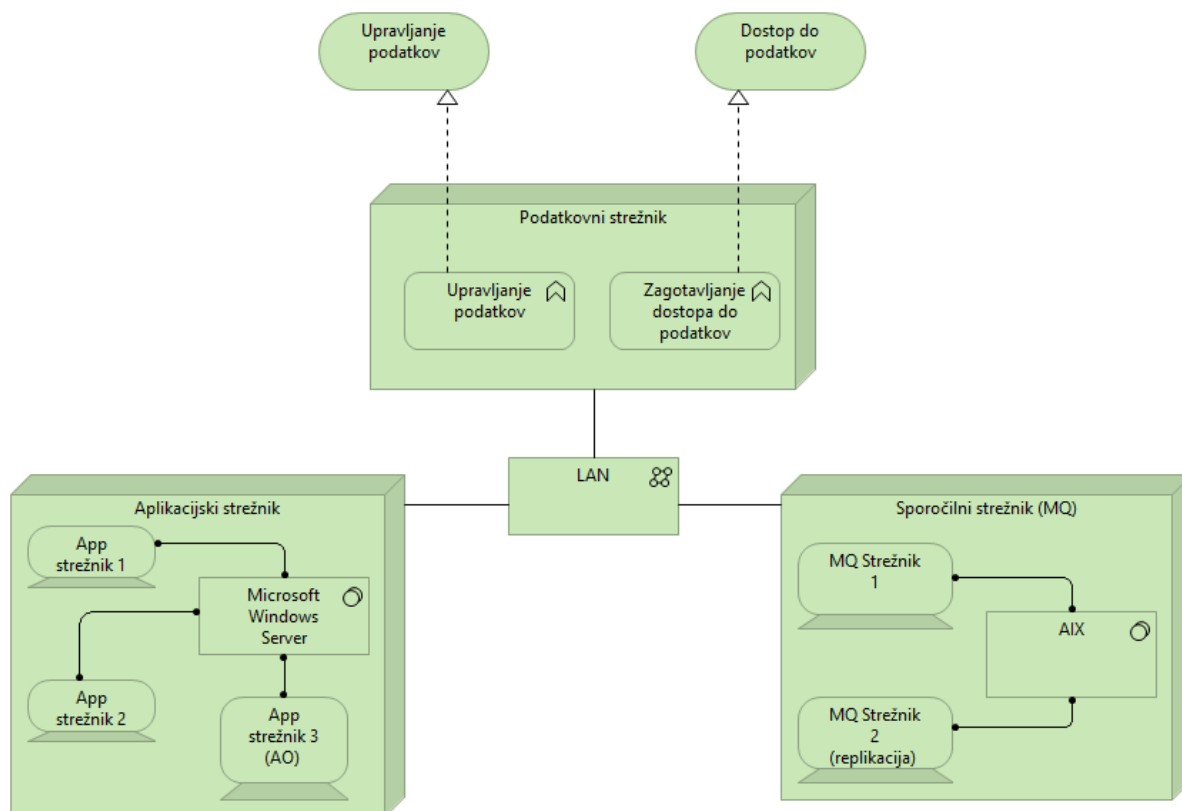 Upravljanje
podatkov
Dostop do
podatkov
Podatkovni strežnik
Upravljanje
podatkov
Zagotavljanje
dostopa do
podatkov
LAN
Aplikacijski strežnik
App
strežnik 1
Microsoft
Windows
Server
App
strežnik 2
App
strežnik 3
(AO)
Sporočilni strežnik (MQ)
MQ Strežnik
1
AIX
MQ Strežnik
2
(replikacija)